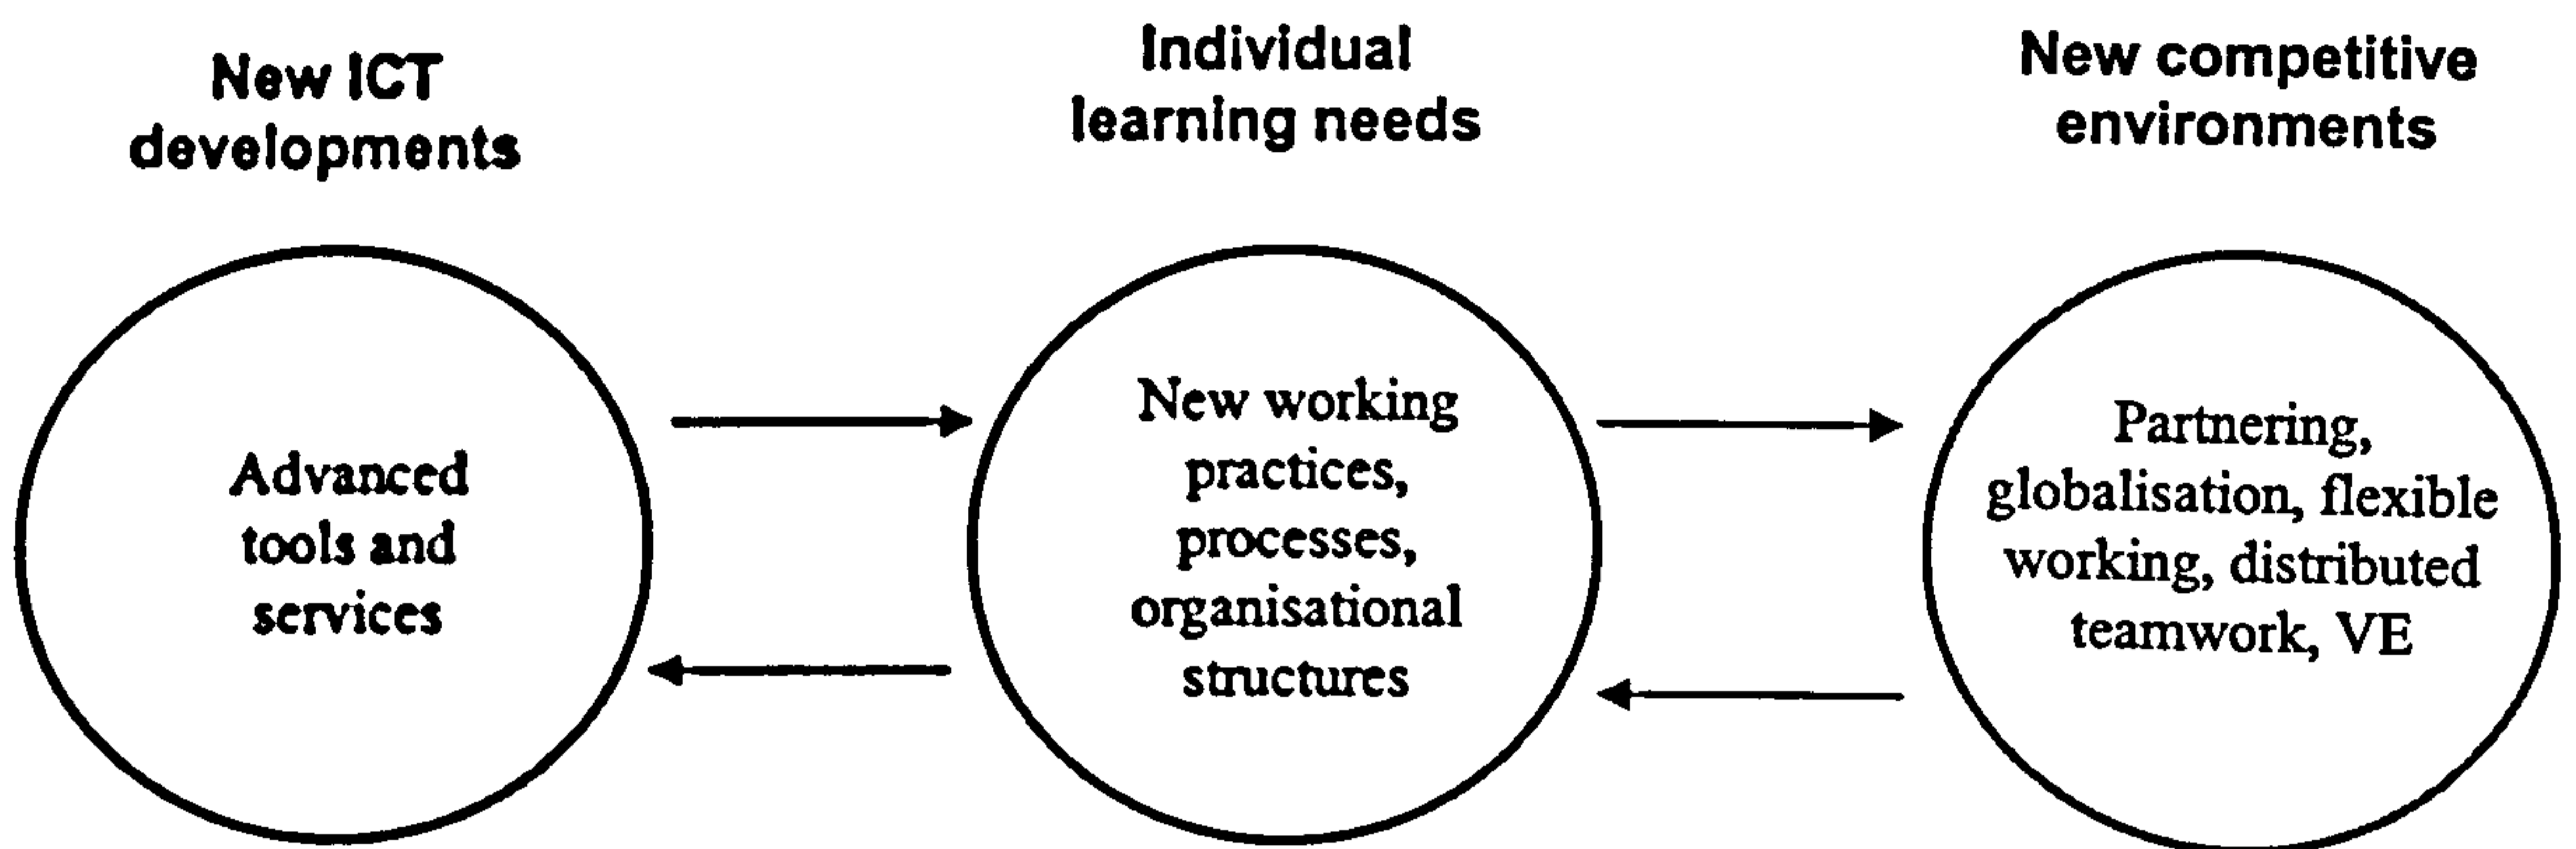 New ICT
developments
Individual
learning needs
New competitive
environments
Advanced
tools and
services
New working
practices,
processes,
organisational
structures
Partnering,
globalisation, flexible
working, distributed
teamwork, VE